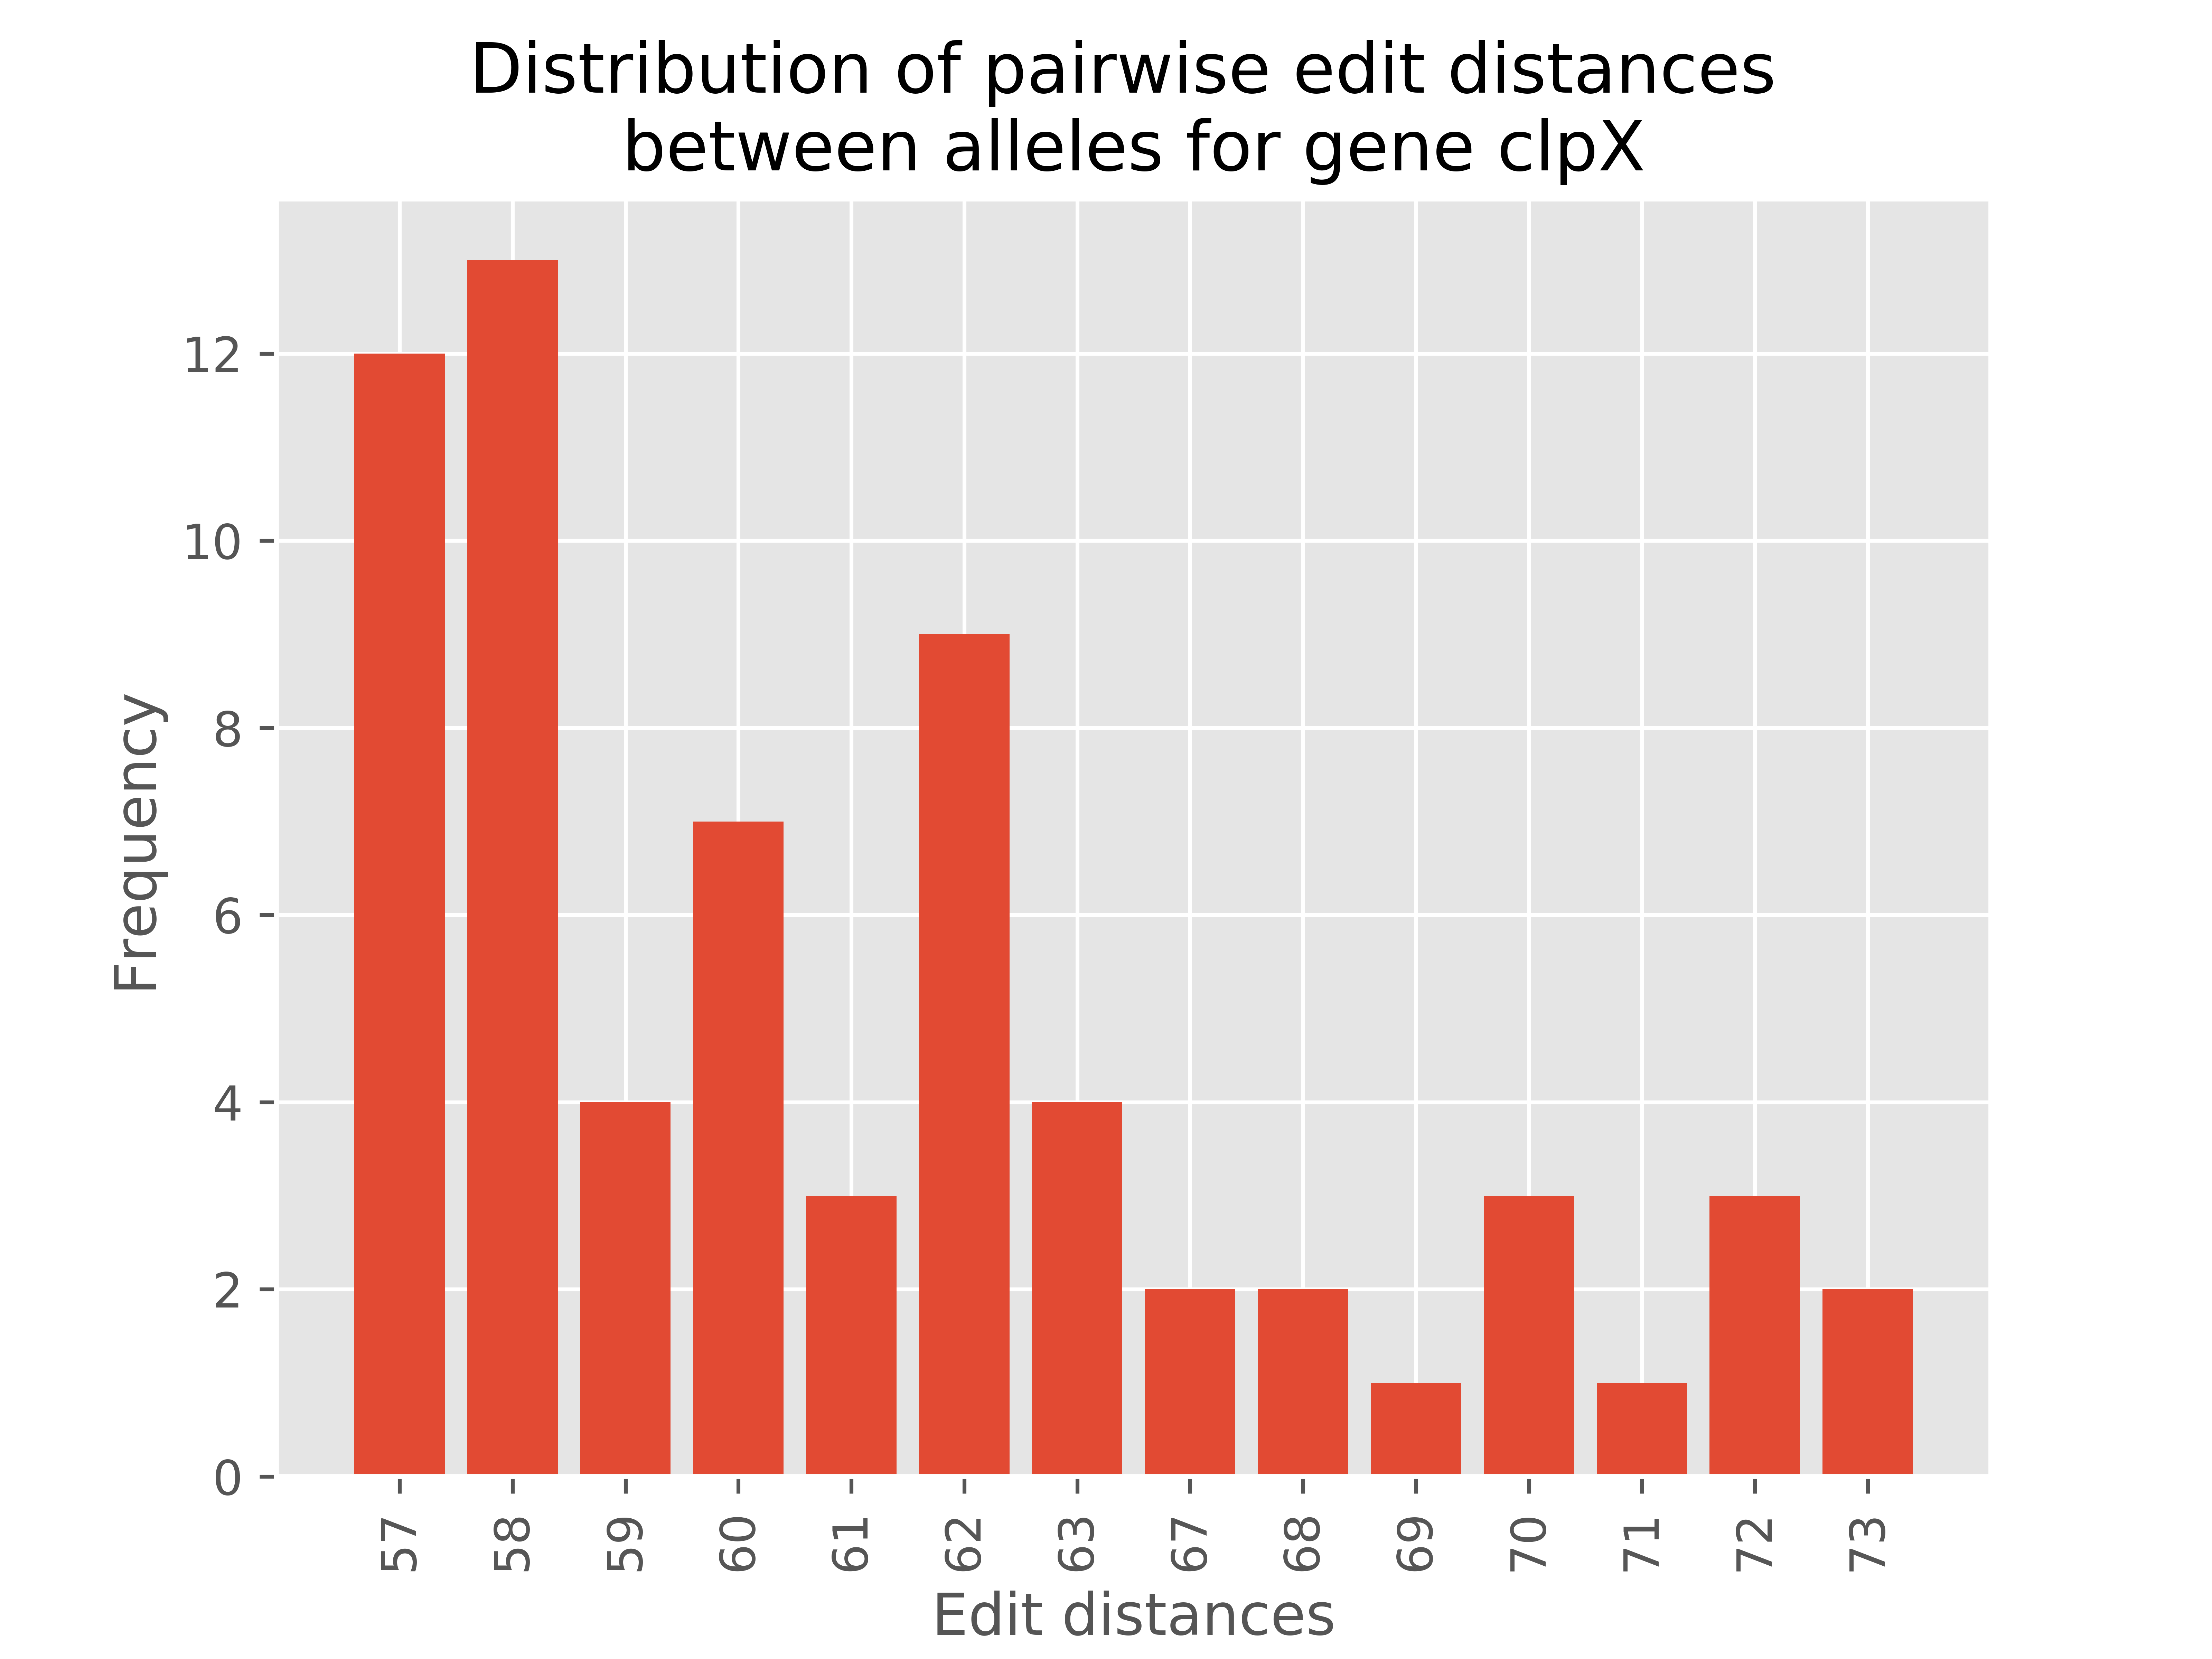 Distribution of pairwise edit distances
between alleles for gene clpX
Frequency
12
10
8
6
4
2
0
57 58 59 60 61 62 63 67 68 69 70 71 72 73
Edit distances